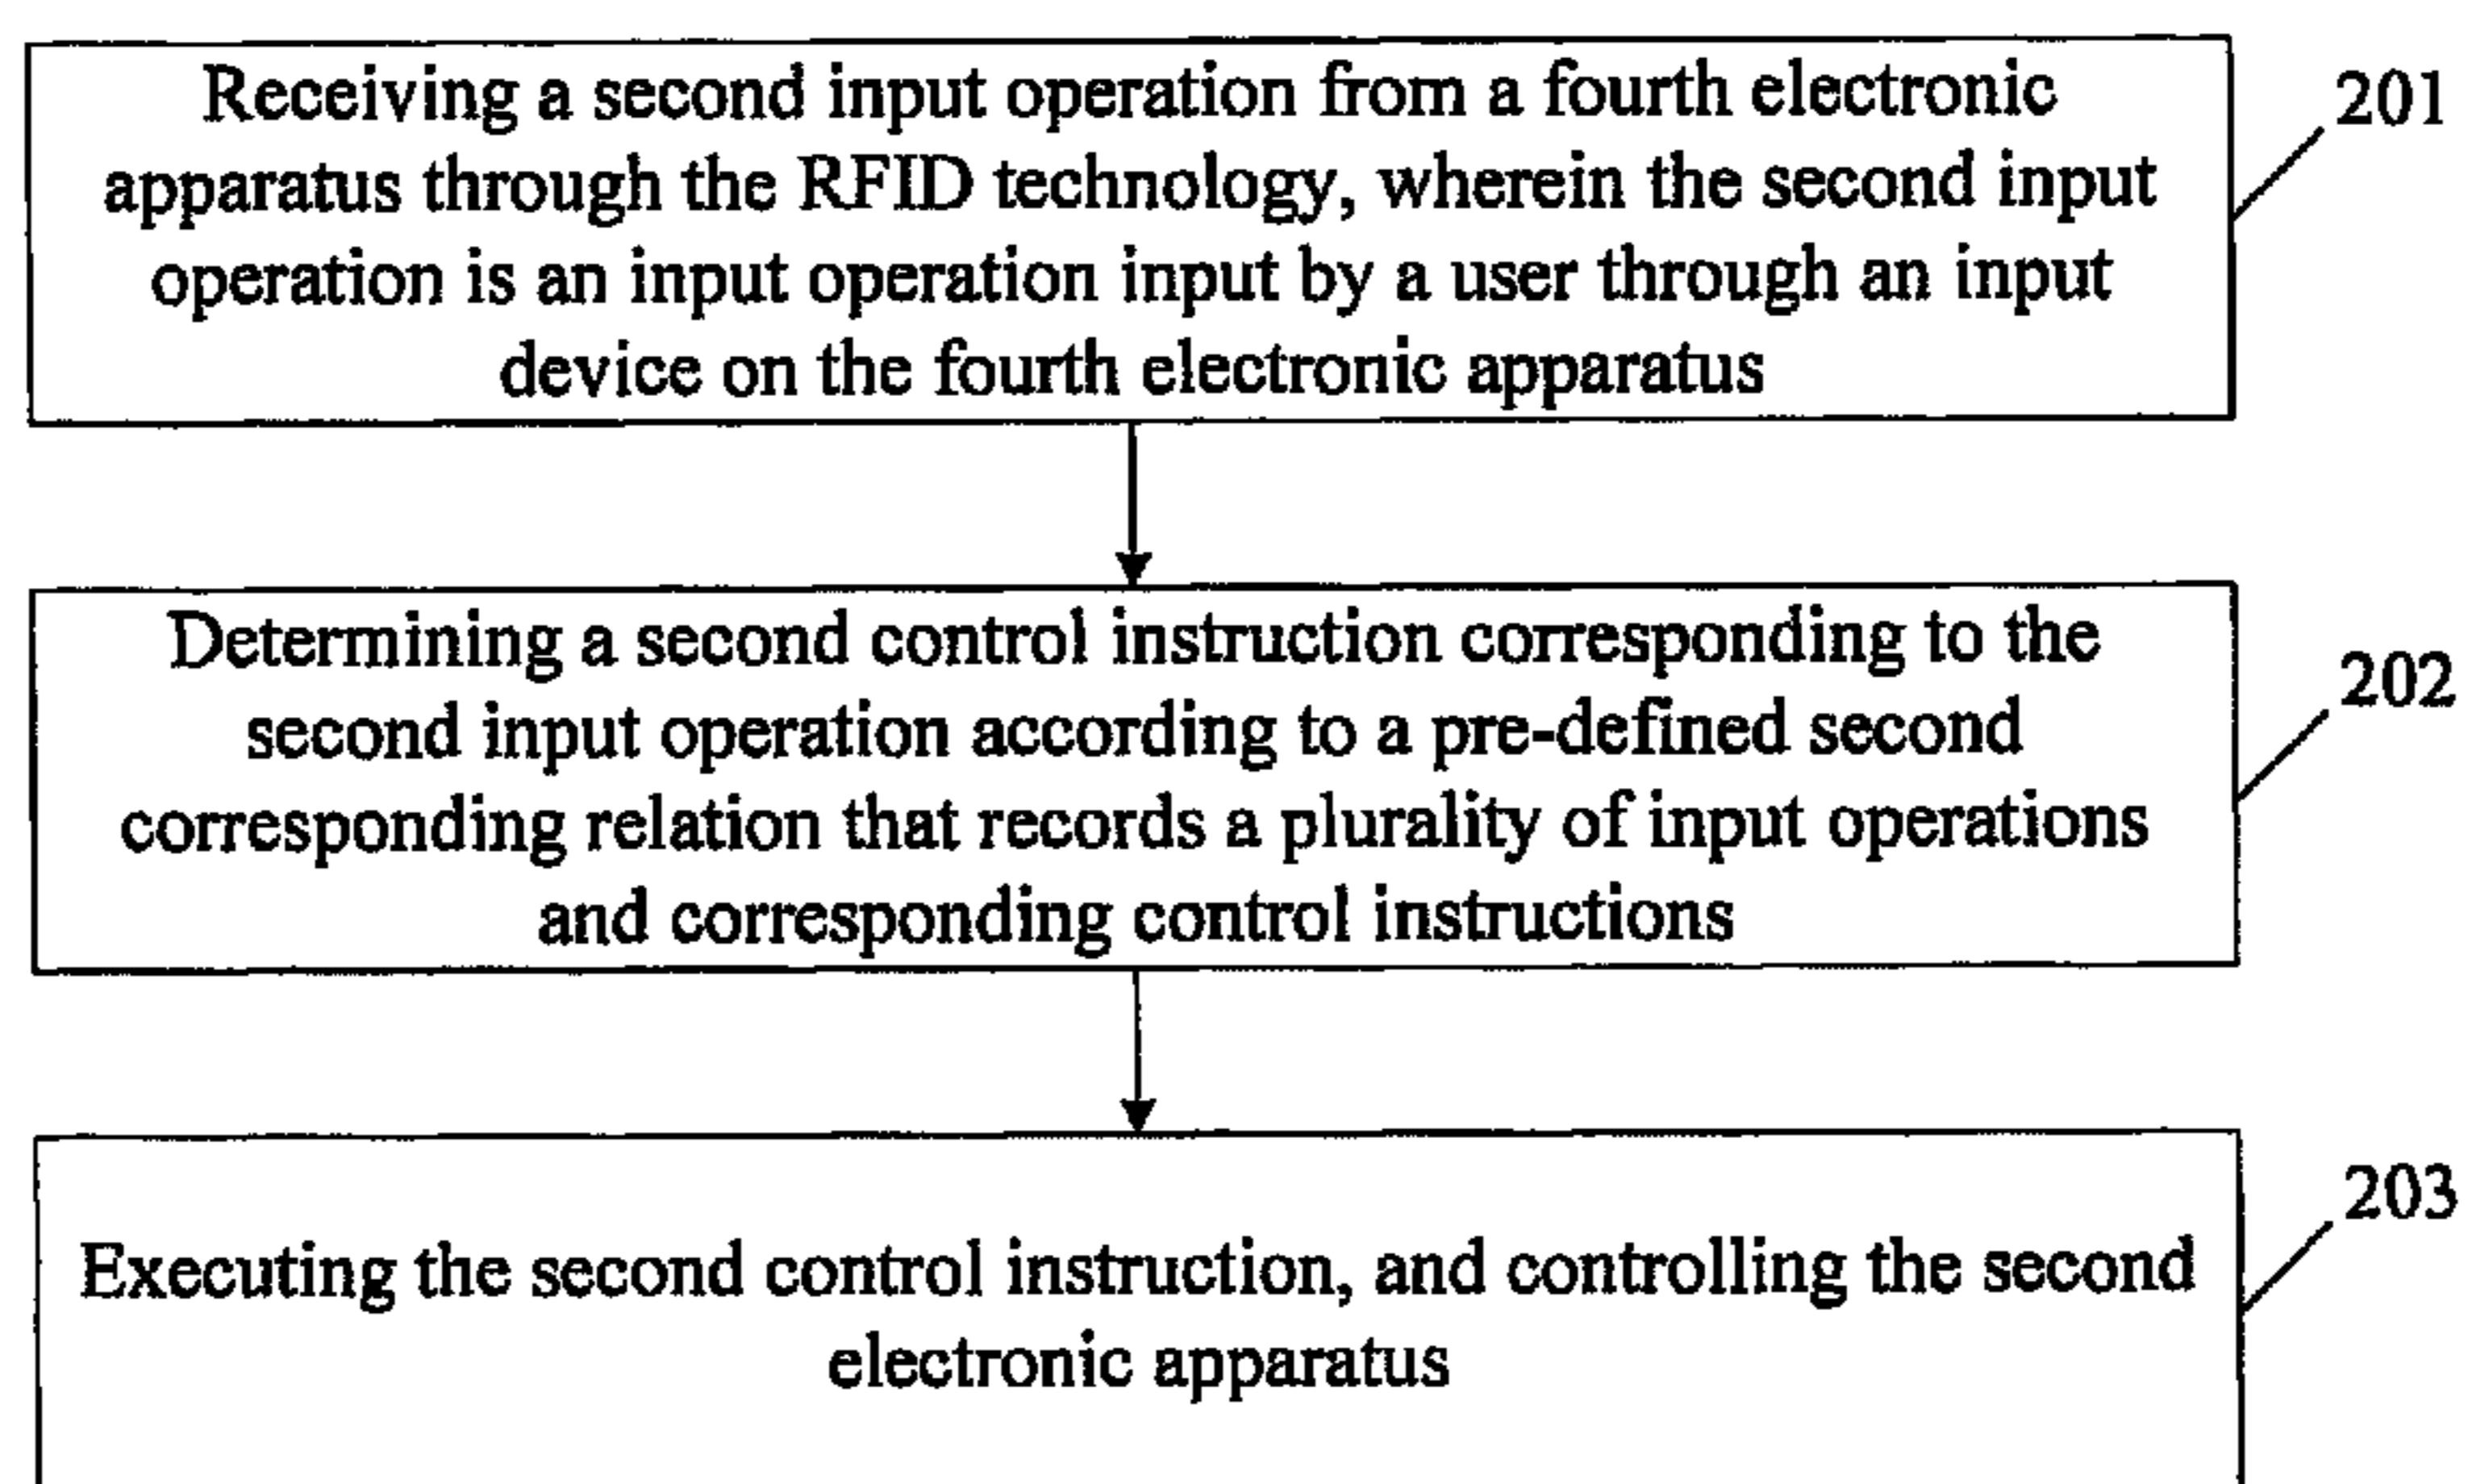 Receiving a second input operation from a fourth electronic
apparatus through the RFID technology, wherein the second input
operation is an input operation input by a user through an input
device on the fourth electronic apparatus
201
Determining a second control instruction corresponding to the
second input operation according to a pre-defined second
corresponding relation that records a plurality of input operations
and corresponding control instructions
202
Executing the second control instruction, and controlling the second
electronic apparatus
203